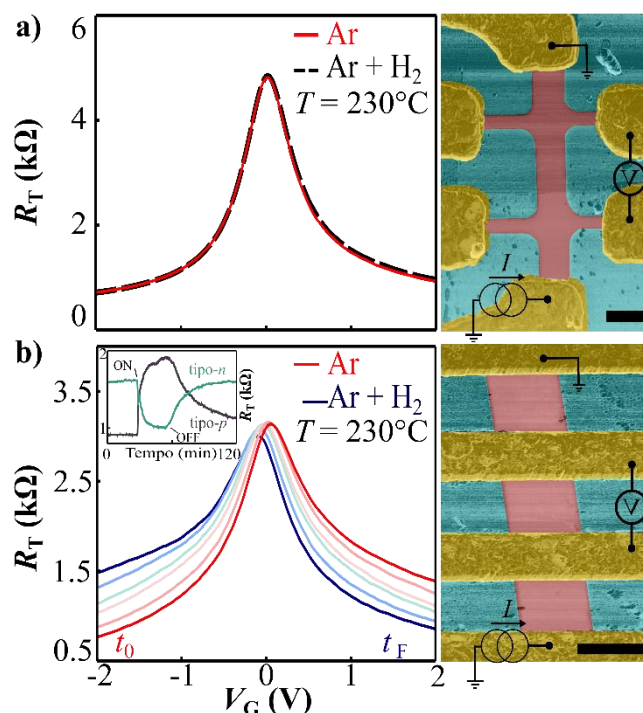 a)
6
4
2
0
R_T (kΩ)
Ar
Ar + H₂
T = 230°C
V
I
b)
3.5
2.5
1.5
0.5
R_T (kΩ)
2
1
ON
OFF
tipo-n
tipo-p
R_T (kΩ)
0 Tempo (min) 120
Ar
Ar + H₂
T = 230°C
t₀
t_F
-2 -1 0 1 2
V_G (V)
V
I